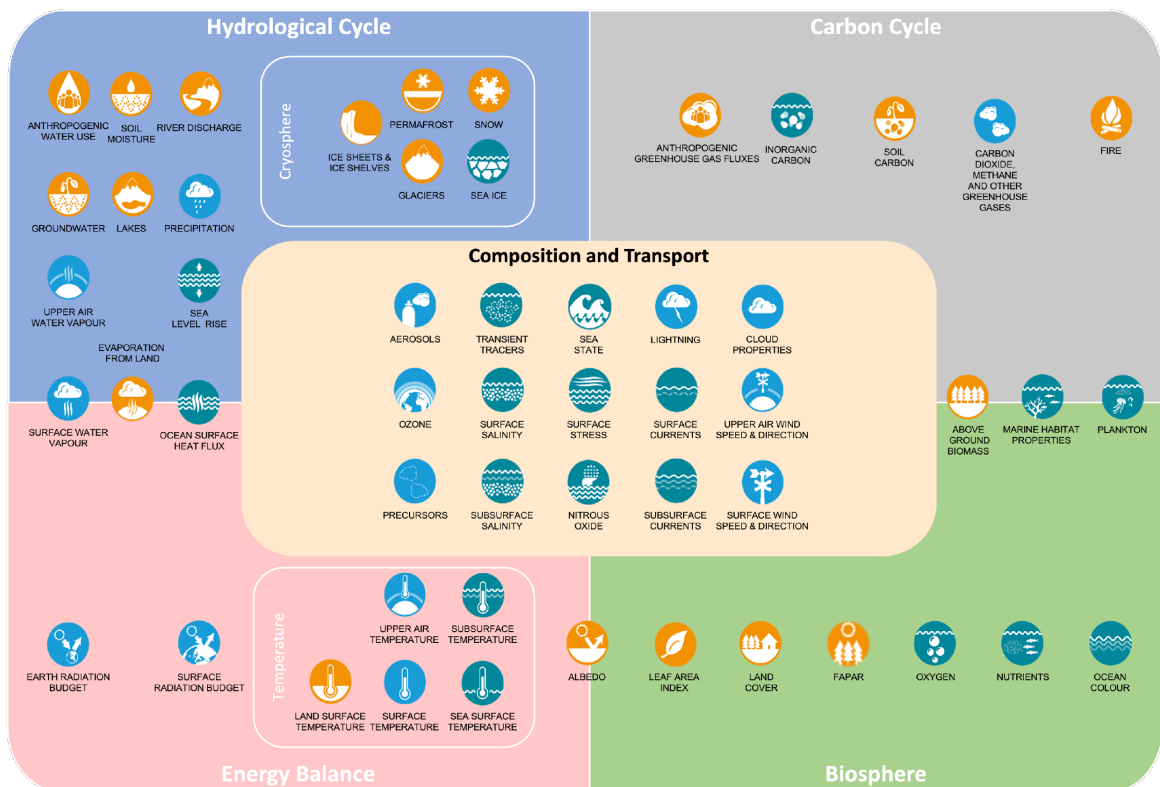 Hydrological Cycle
Carbon Cycle
ANTHROPOGENIC
WATER USE
SOIL
MOISTURE
RIVER DISCHARGE
Cryosphere
PERMAFROST
SNOW
ICE SHEETS &
ICE SHELVES
GLACIERS
SEA ICE
ANTHROPOGENIC
GREENHOUSE GAS FLUXES
INORGANIC
CARBON
SOIL
CARBON
CARBON
DIOXIDE,
METHANE
AND OTHER
GREENHOUSE
GASES
FIRE
GROUNDWATER
LAKES
PRECIPITATION
UPPER AIR
WATER VAPOUR
SEA
LEVEL RISE
EVAPORATION
FROM LAND
SURFACE WATER
VAPOUR
OCEAN SURFACE
HEAT FLUX
Composition and Transport
AEROSOLS
TRANSIENT
TRACERS
SEA
STATE
LIGHTNING
CLOUD
PROPERTIES
OZONE
SURFACE
SALINITY
SURFACE
STRESS
SURFACE
CURRENTS
UPPER AIR WIND
SPEED & DIRECTION
PRECURSORS
SUBSURFACE
SALINITY
NITROUS
OXIDE
SUBSURFACE
CURRENTS
SURFACE WIND
SPEED & DIRECTION
ABOVE
GROUND
BIOMASS
MARINE HABITAT
PROPERTIES
PLANKTON
EARTH RADIATION
BUDGET
SURFACE
RADIATION BUDGET
Temperature
UPPER AIR
TEMPERATURE
SUBSURFACE
TEMPERATURE
LAND SURFACE
TEMPERATURE
SURFACE
TEMPERATURE
SEA SURFACE
TEMPERATURE
ALBEDO
LEAF AREA
INDEX
LAND
COVER
FAPAR
OXYGEN
NUTRIENTS
OCEAN
COLOUR
Energy Balance
Biosphere